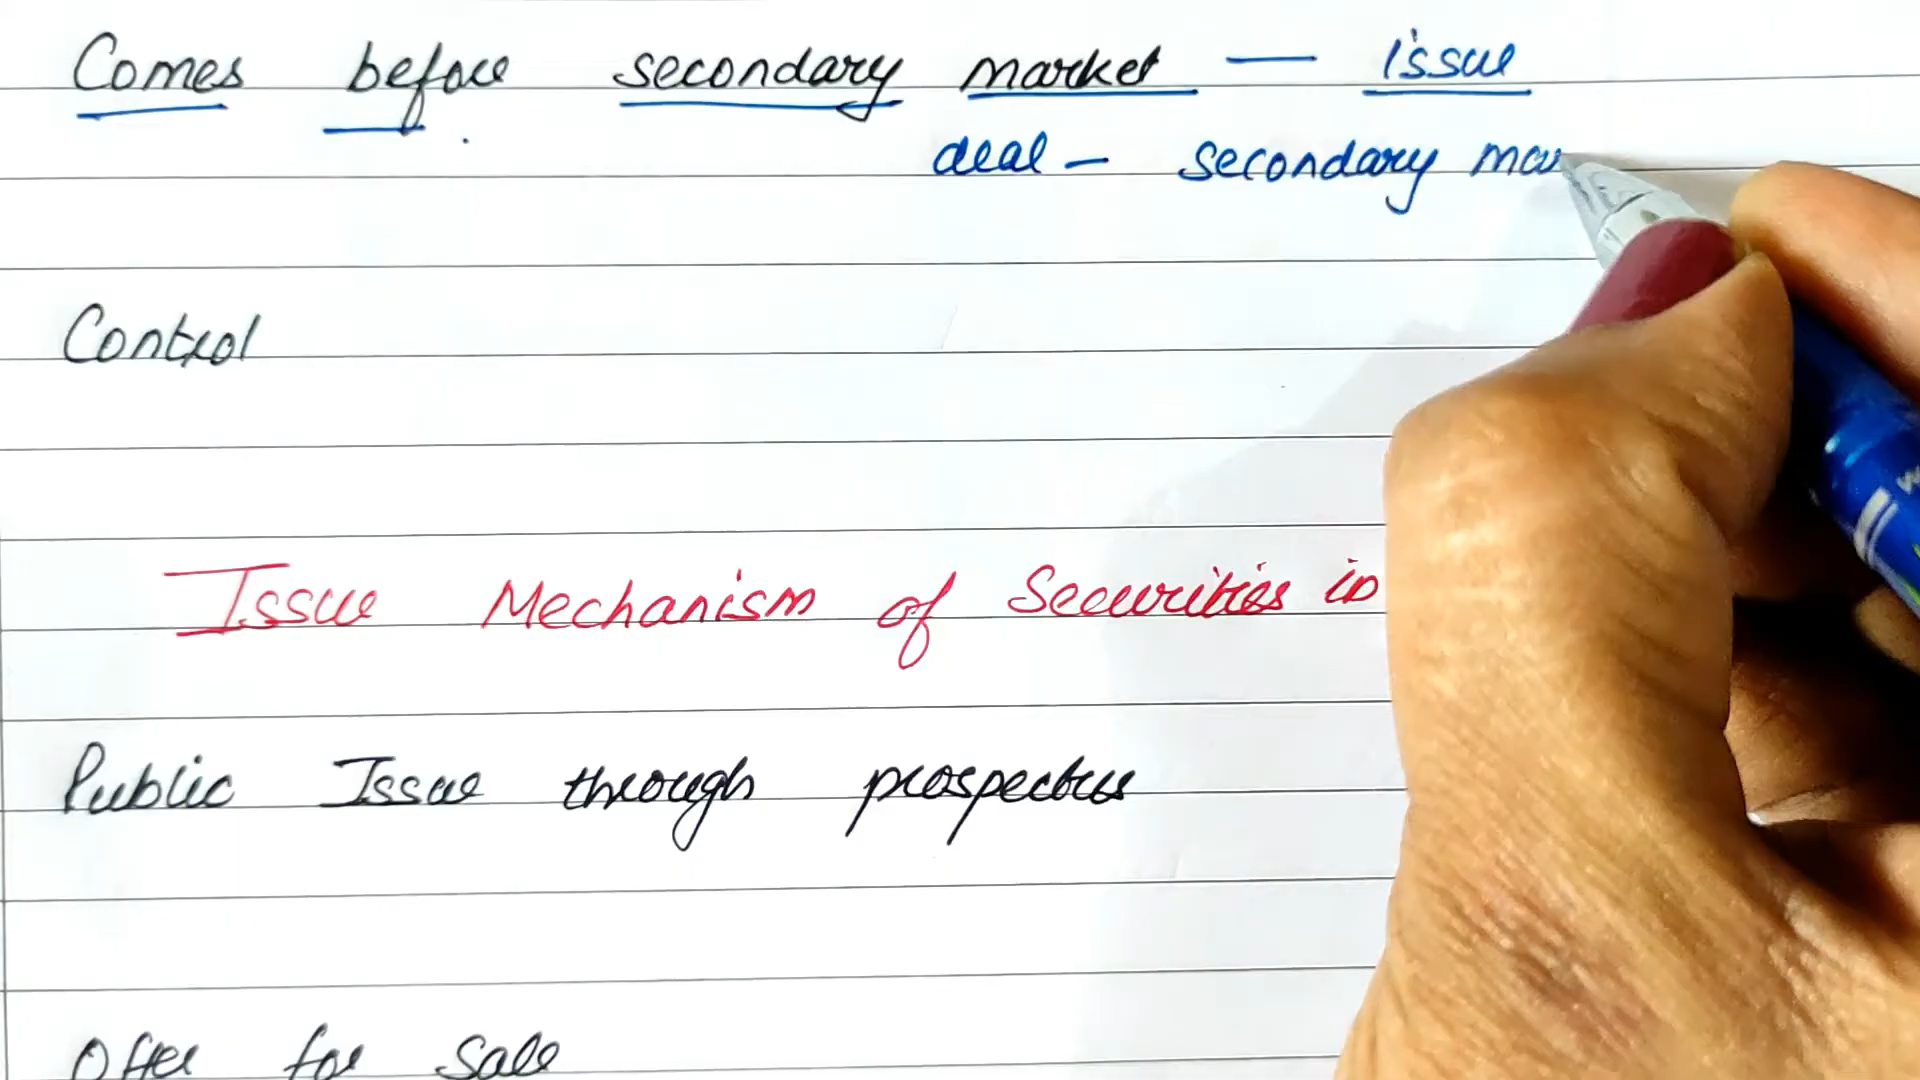 Comes before secondary market — Issue
deal – secondary mar
Control
Issue Mechanism of Securities in
Public Issue through prospectus
Offer for Sale